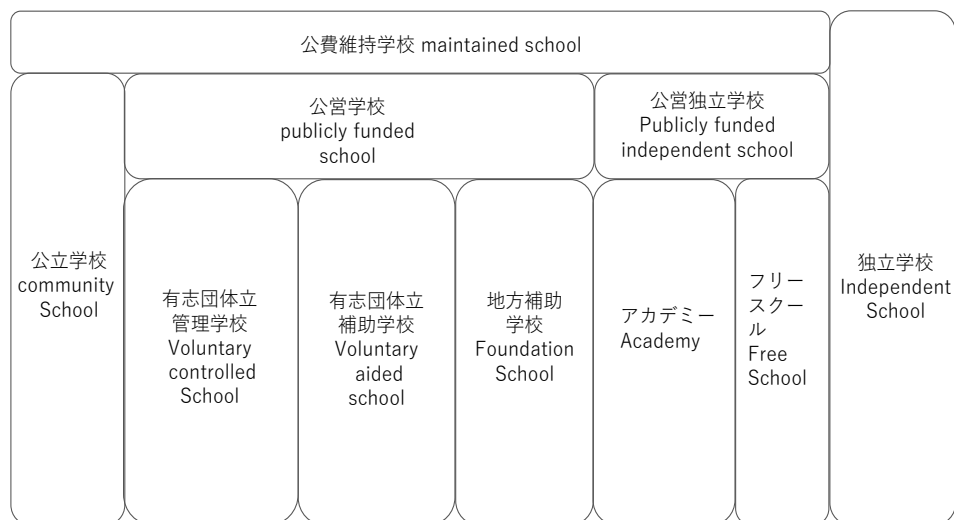 公費維持学校 maintained school
公営学校
publicly funded
school
公営独立学校
Publicly funded
independent school
公立学校
community
School
有志団体立
管理学校
Voluntary
controlled
School
有志団体立
補助学校
Voluntary
aided
school
地方補助
学校
Foundation
School
アカデミー
Academy
フリー
スクー
ル
Free
School
独立学校
Independent
School